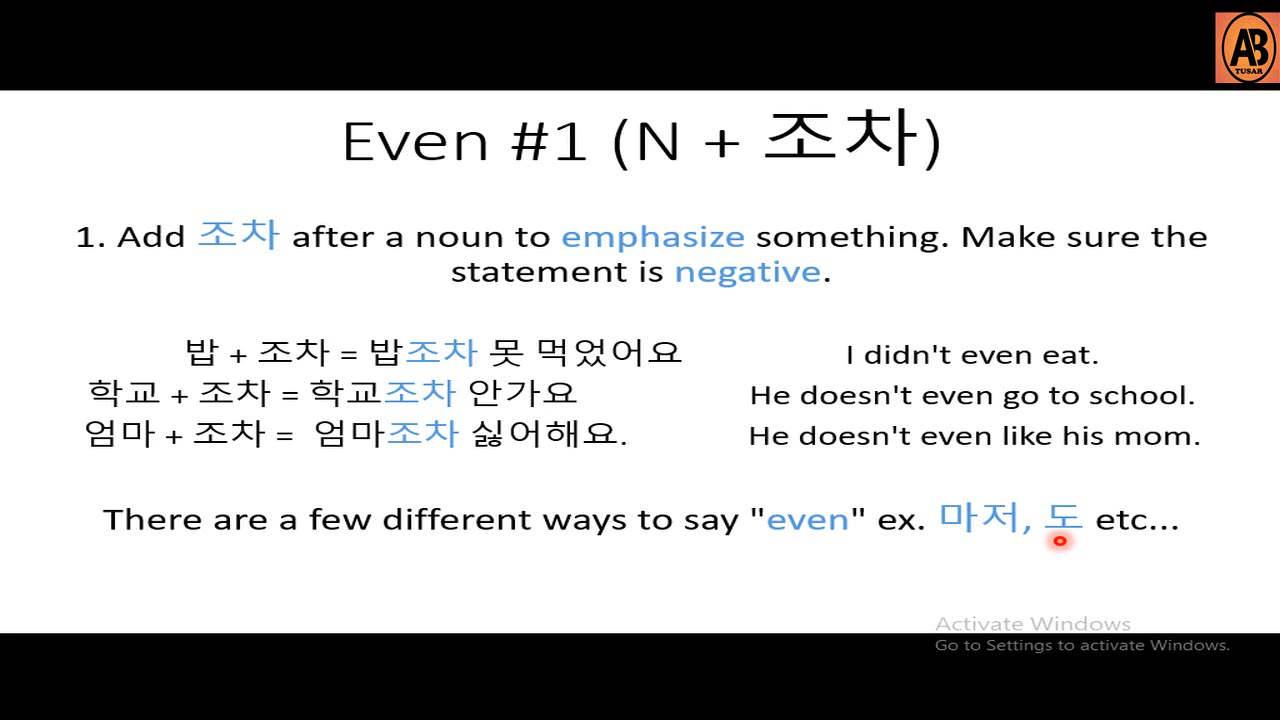 AB
TUSAR
Even #1 (N + 조차)
1. Add 조차 after a noun to emphasize something. Make sure the
statement is negative.
밥 + 조차 = 밥조차 못 먹었어요 I didn't even eat.
학교 + 조차 = 학교조차 안가요 He doesn't even go to school.
엄마 + 조차 = 엄마조차 싫어해요. He doesn't even like his mom.
There are a few different ways to say "even" ex. 마저, 도 etc...
Activate Windows
Go to Settings to activate Windows.